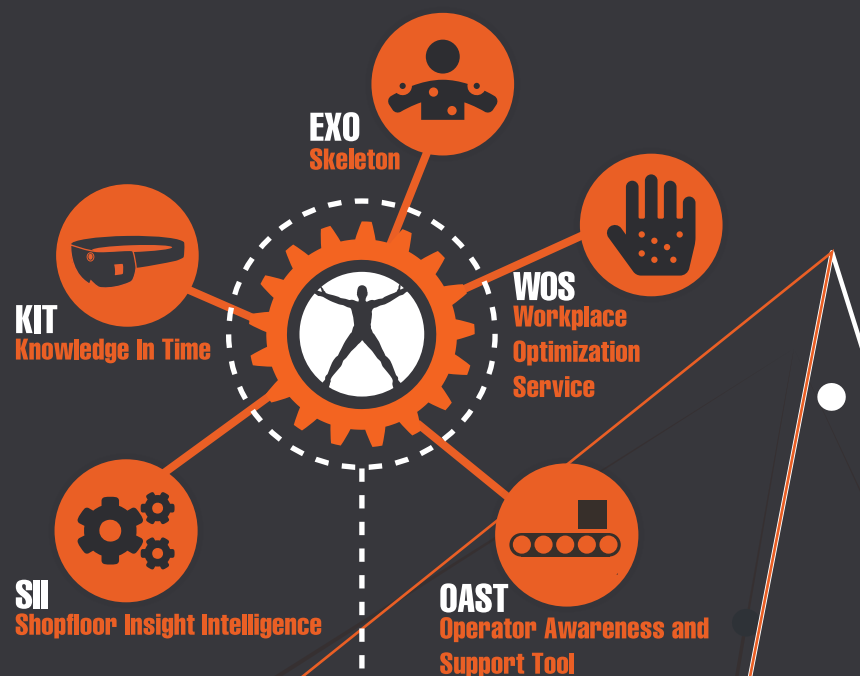 EXO
Skeleton
KIT
Knowledge In Time
WOS
Workplace
Optimization
Service
SII
Shopfloor Insight Intelligence
OAST
Operator Awareness and
Support Tool